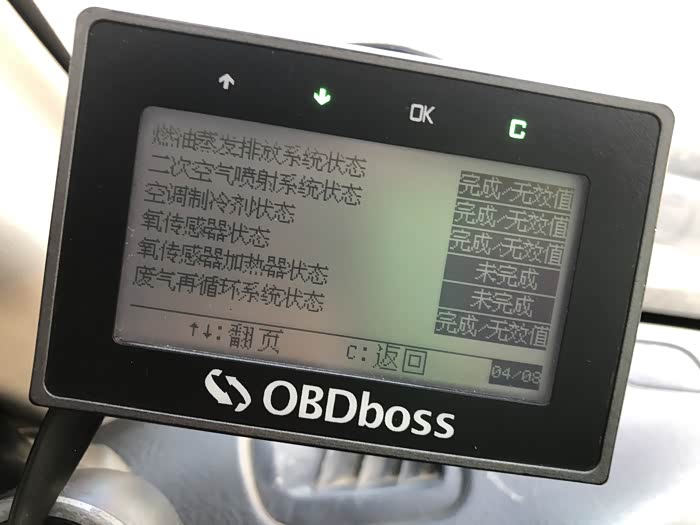 OK
C
燃油蒸发排放系统状态 完成/无效值
二次空气喷射系统状态 完成/无效值
空调制冷剂状态 完成/无效值
氧传感器状态 未完成
氧传感器加热器状态 未完成
废气再循环系统状态 完成/无效值
↑↓:翻页 C:返回 04/08
OBDboss